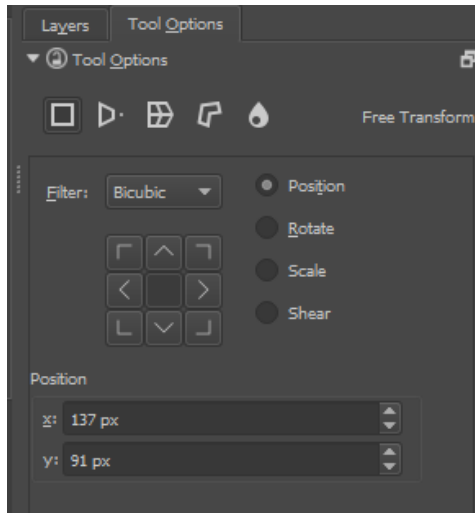 Layers Tool Options
Tool Options
Free Transform
Filter: Bicubic Position
Rotate
Scale
Shear
Position
x: 137 px
y: 91 px